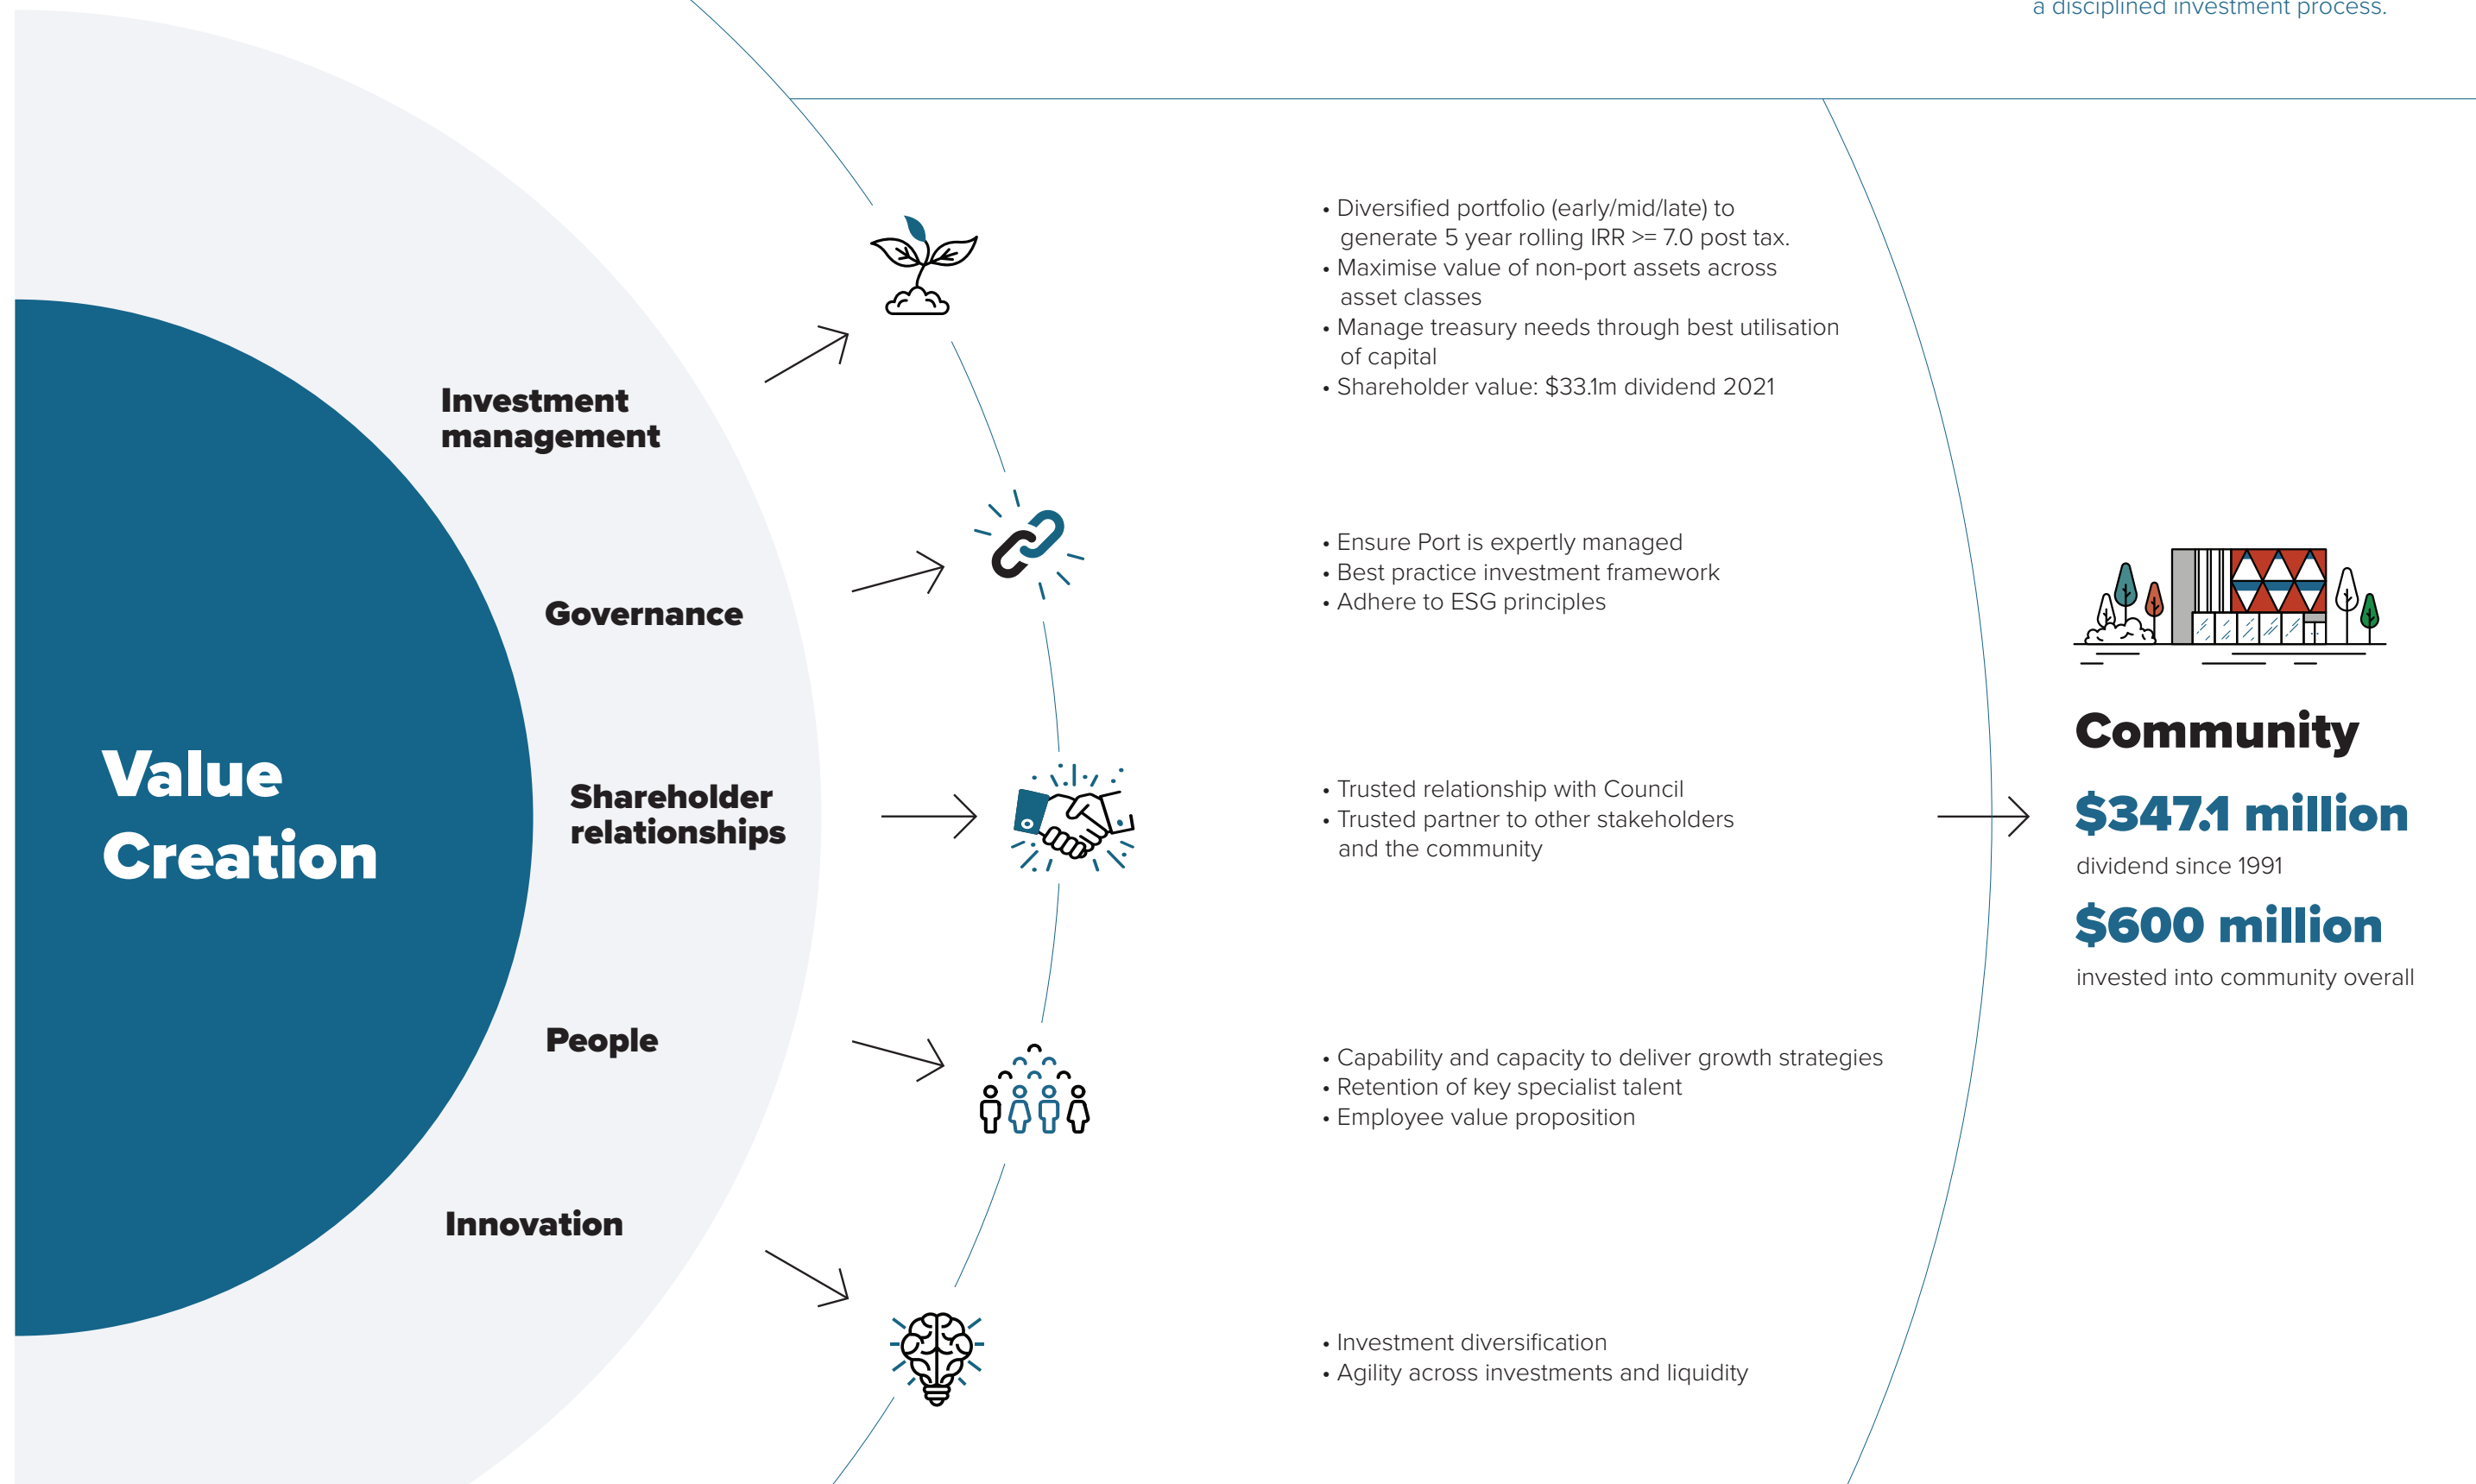 a disciplined investment process.
Value
Creation
Investment
management
• Diversified portfolio (early/mid/late) to
generate 5 year rolling IRR >= 7.0 post tax.
• Maximise value of non-port assets across
asset classes
• Manage treasury needs through best utilisation
of capital
• Shareholder value: $33.1m dividend 2021
Governance
• Ensure Port is expertly managed
• Best practice investment framework
• Adhere to ESG principles
Shareholder
relationships
• Trusted relationship with Council
• Trusted partner to other stakeholders
and the community
People
• Capability and capacity to deliver growth strategies
• Retention of key specialist talent
• Employee value proposition
Innovation
• Investment diversification
• Agility across investments and liquidity
Community
$347.1 million
dividend since 1991
$600 million
invested into community overall